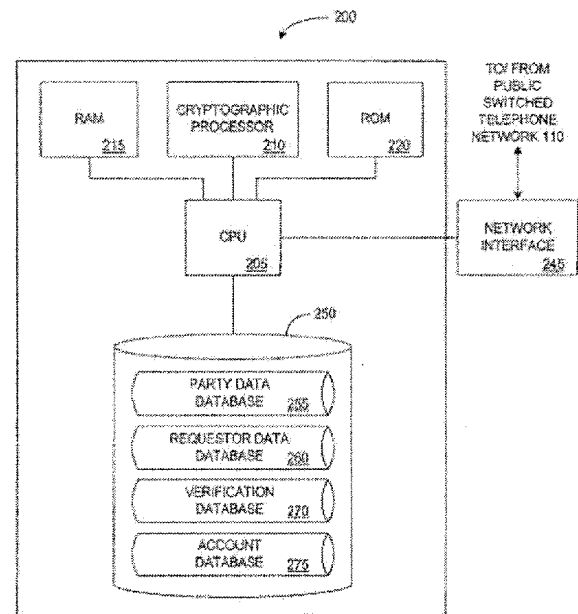 200
TO/ FROM
PUBLIC
SWITCHED
TELEPHONE
NETWORK 110
RAM
215
CRYPTOGRAPHIC
PROCESSOR
210
ROM
220
CPU
205
NETWORK
INTERFACE
245
250
PARTY DATA
DATABASE 255
REQUESTOR DATA
DATABASE 260
VERIFICATION
DATABASE 270
ACCOUNT
DATABASE 275